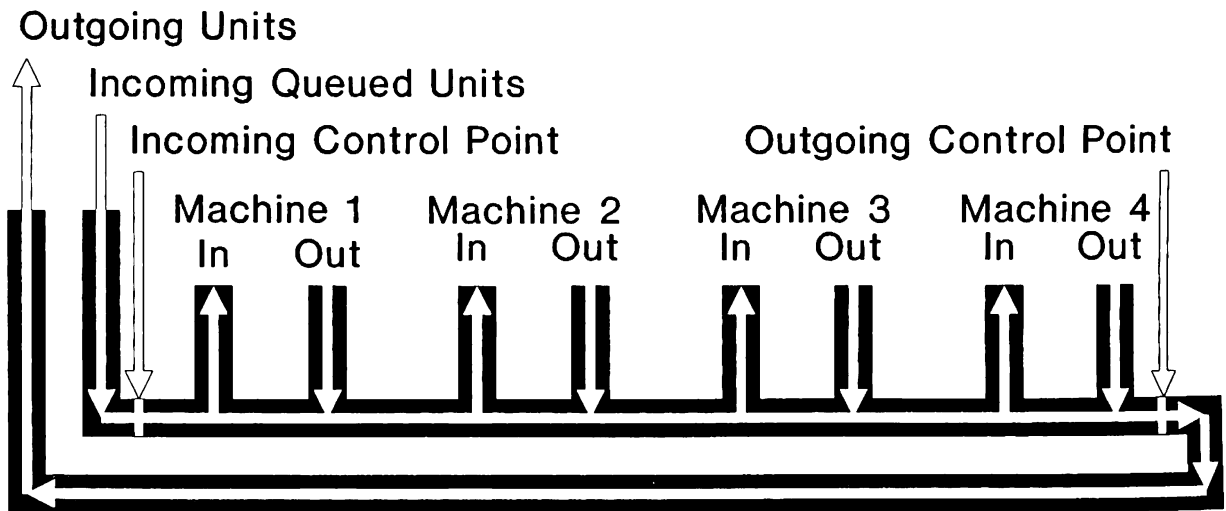 Outgoing Units
Incoming Queued Units
Incoming Control Point
Outgoing Control Point
Machine 1
In Out
Machine 2
In Out
Machine 3
In Out
Machine 4
In Out